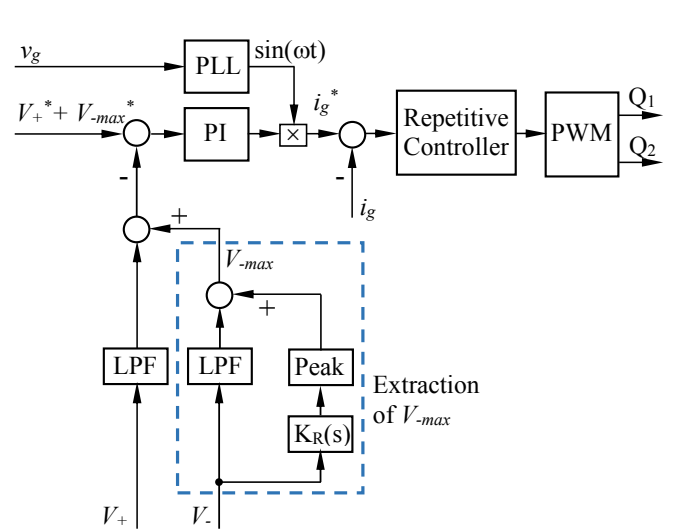 v_g
PLL
sin(ωt)
V_+^* + V_-max^*
-
PI
×
i_g^*
-
i_g
Repetitive
Controller
PWM
Q_1
Q_2
+
V_-max
+
LPF
LPF
Peak
K_R(s)
Extraction
of V_-max
V_+
V_-